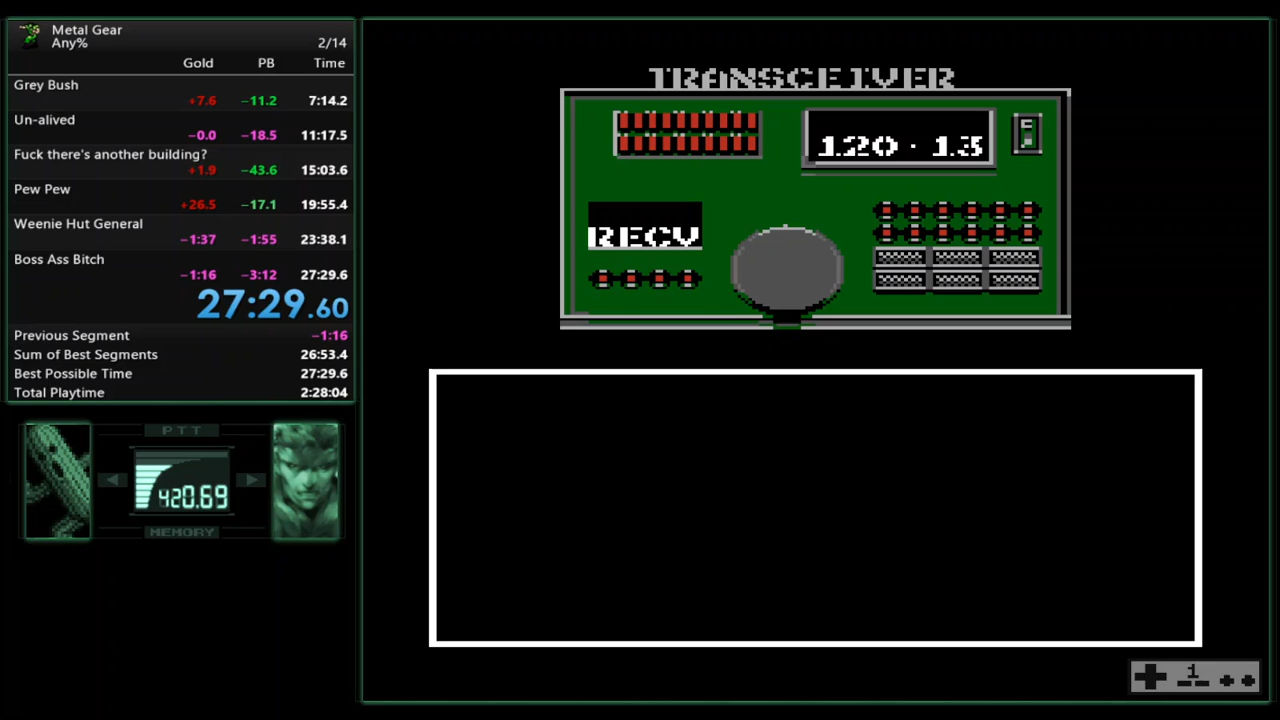 Metal Gear
Any% 2/14
Gold PB Time
Grey Bush
+7.6 −11.2 7:14.2
Un-alived
−0.0 −18.5 11:17.5
Fuck there's another building?
+1.9 −43.6 15:03.6
Pew Pew
+26.5 −17.1 19:55.4
Weenie Hut General
−1:37 −1:55 23:38.1
Boss Ass Bitch
−1:16 −3:12 27:29.6
27:29.60
Previous Segment −1:16
Sum of Best Segments 26:53.4
Best Possible Time 27:29.6
Total Playtime 2:28:04
PTT
420.69
MEMORY
TRANSCEIVER
120.13
RECV
1